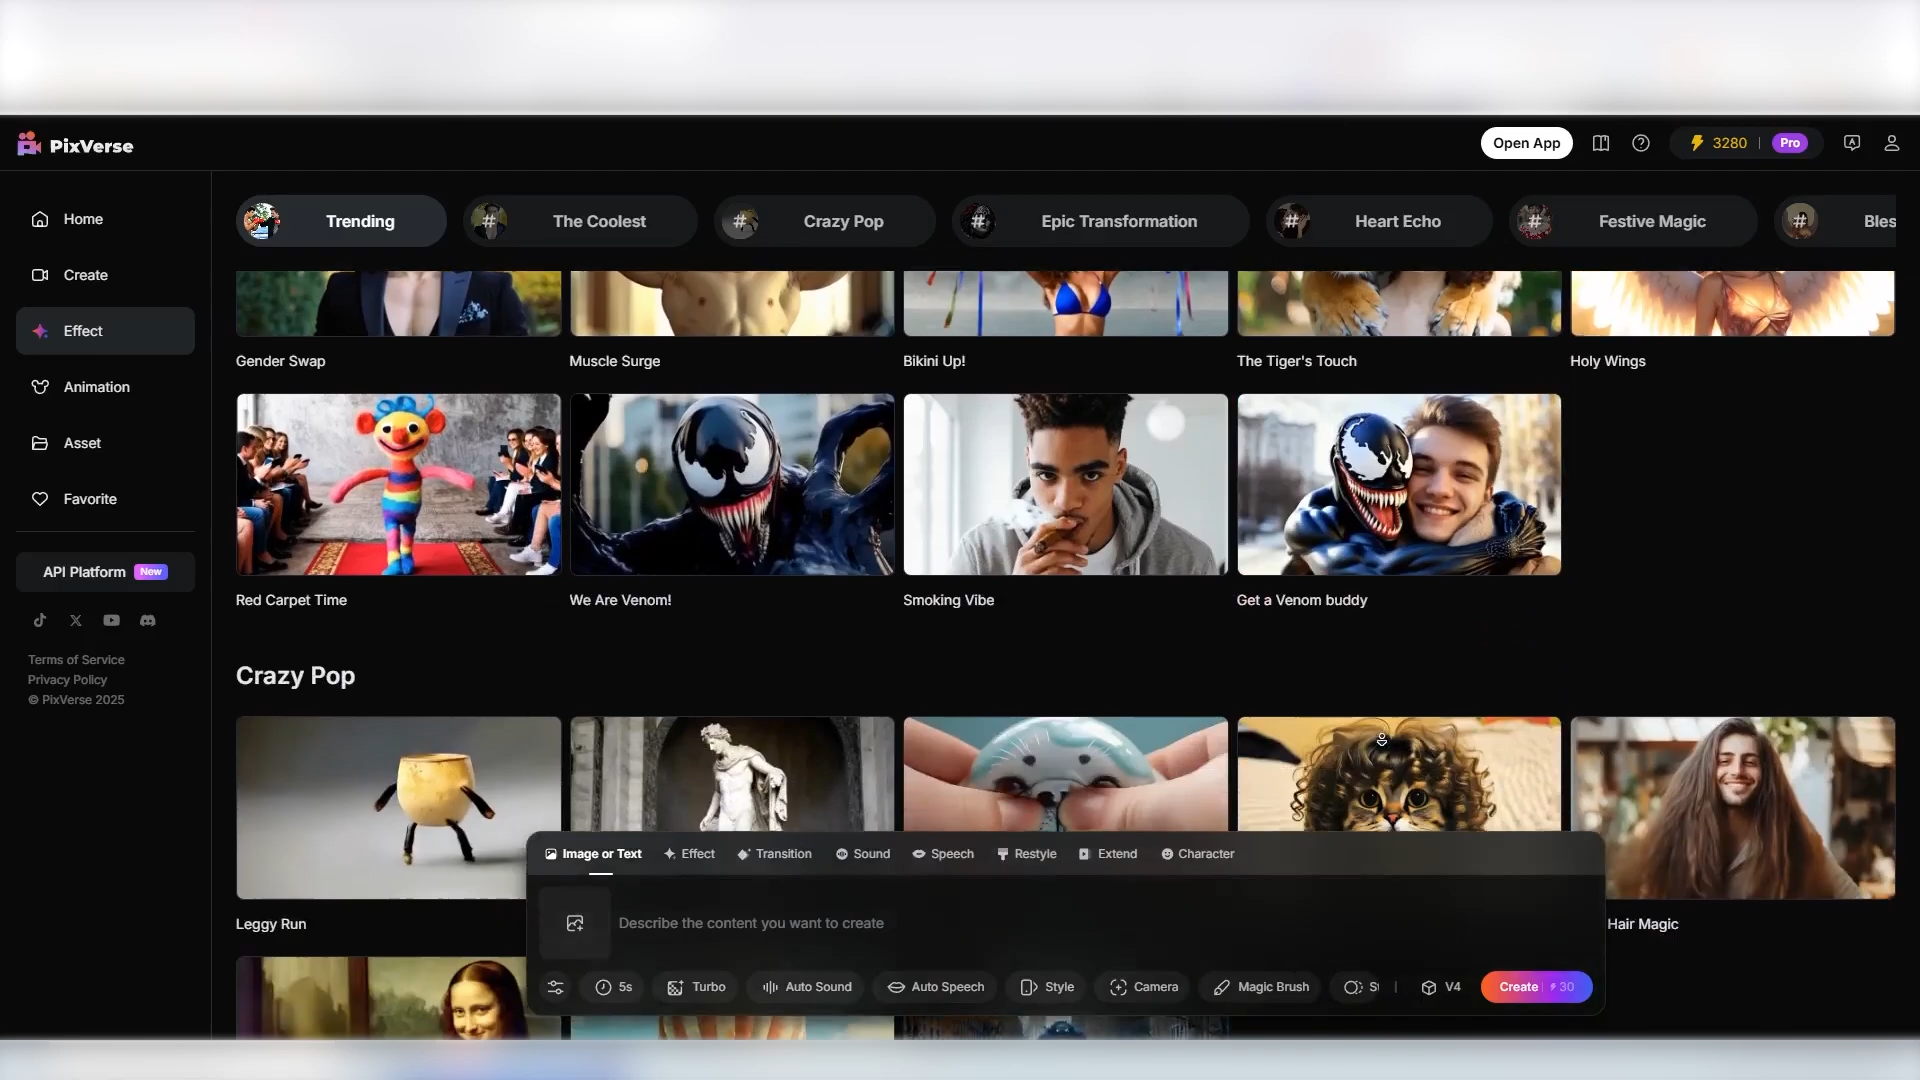 PixVerse
Open App
3280
Pro
Home
Create
Effect
Animation
Asset
Favorite
API Platform New
Terms of Service
Privacy Policy
© PixVerse 2025
Trending
# The Coolest
# Crazy Pop
# Epic Transformation
# Heart Echo
# Festive Magic
# Bles
Gender Swap
Muscle Surge
Bikini Up!
The Tiger's Touch
Holy Wings
Red Carpet Time
We Are Venom!
Smoking Vibe
Get a Venom buddy
Crazy Pop
Leggy Run
Hair Magic
Image or Text
Effect
Transition
Sound
Speech
Restyle
Extend
Character
Describe the content you want to create
5s
Turbo
Auto Sound
Auto Speech
Style
Camera
Magic Brush
St
V4
Create 30